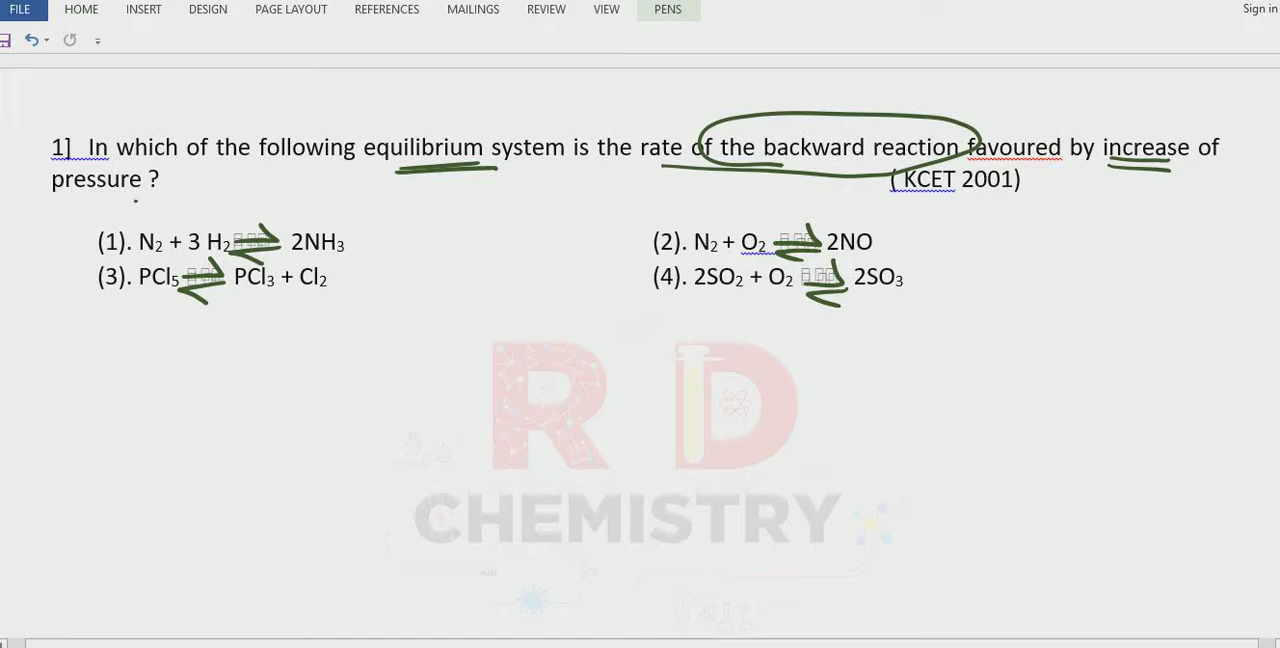 FILE HOME INSERT DESIGN PAGE LAYOUT REFERENCES MAILINGS REVIEW VIEW PENS Sign in
1] In which of the following equilibrium system is the rate of the backward reaction favoured by increase of
pressure ? ( KCET 2001)
(1). N₂ + 3 H₂ ⇌ 2NH₃ (2). N₂ + O₂ ⇌ 2NO
(3). PCl₅ ⇌ PCl₃ + Cl₂ (4). 2SO₂ + O₂ ⇌ 2SO₃
R D
CHEMISTRY